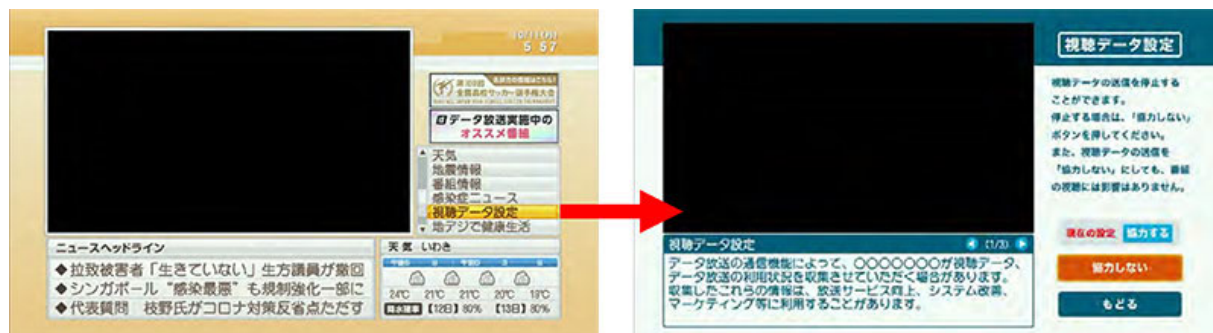 5 57
全国高校サッカー選手権大会
データ放送実施中の
オススメ番組
天気
地震情報
番組情報
感染症ニュース
視聴データ設定
地デジで健康生活
ニュースヘッドライン
◆拉致被害者「生きていない」生方議員が撤回
◆シンガポール“感染最悪”も規制強化一部に
◆代表質問 枝野氏がコロナ対策反省点ただす
天気 いわき
24℃ 21℃ 21℃ 20℃ 19℃
降水確率 【12日】80% 【13日】80%
視聴データ設定 (1/3)
データ放送の通信機能によって、〇〇〇〇〇〇〇が視聴データ、
データ放送の利用状況を収集させていただく場合があります。
収集したこれらの情報は、放送サービス向上、システム改善、
マーケティング等に利用することがあります。
視聴データ設定
視聴データの送信を停止する
ことができます。
停止する場合は、「協力しない」
ボタンを押してください。
また、視聴データの送信を
「協力しない」にしても、番組
の視聴には影響はありません。
現在の設定 協力する
協力しない
もどる